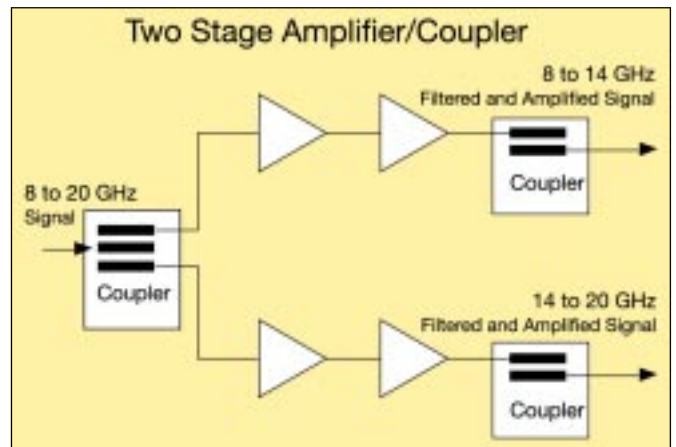 Two Stage Amplifier/Coupler
8 to 14 GHz
Filtered and Amplified Signal
Coupler
8 to 20 GHz
Signal
Coupler
14 to 20 GHz
Filtered and Amplified Signal
Coupler